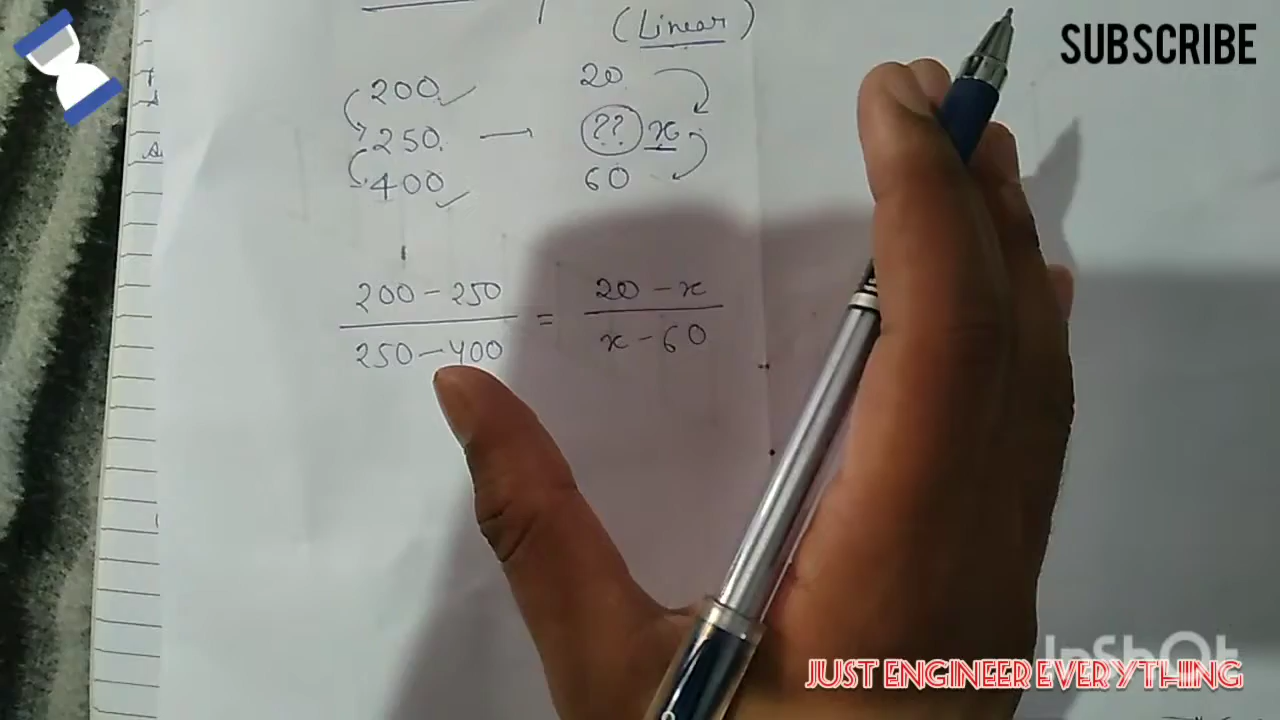 (Linear)
SUBSCRIBE
200 20
250 → ?? x
400 60
200 - 250 / 250 - 400 = 20 - x / x - 60
InShOt
JUST ENGINEER EVERYTHING